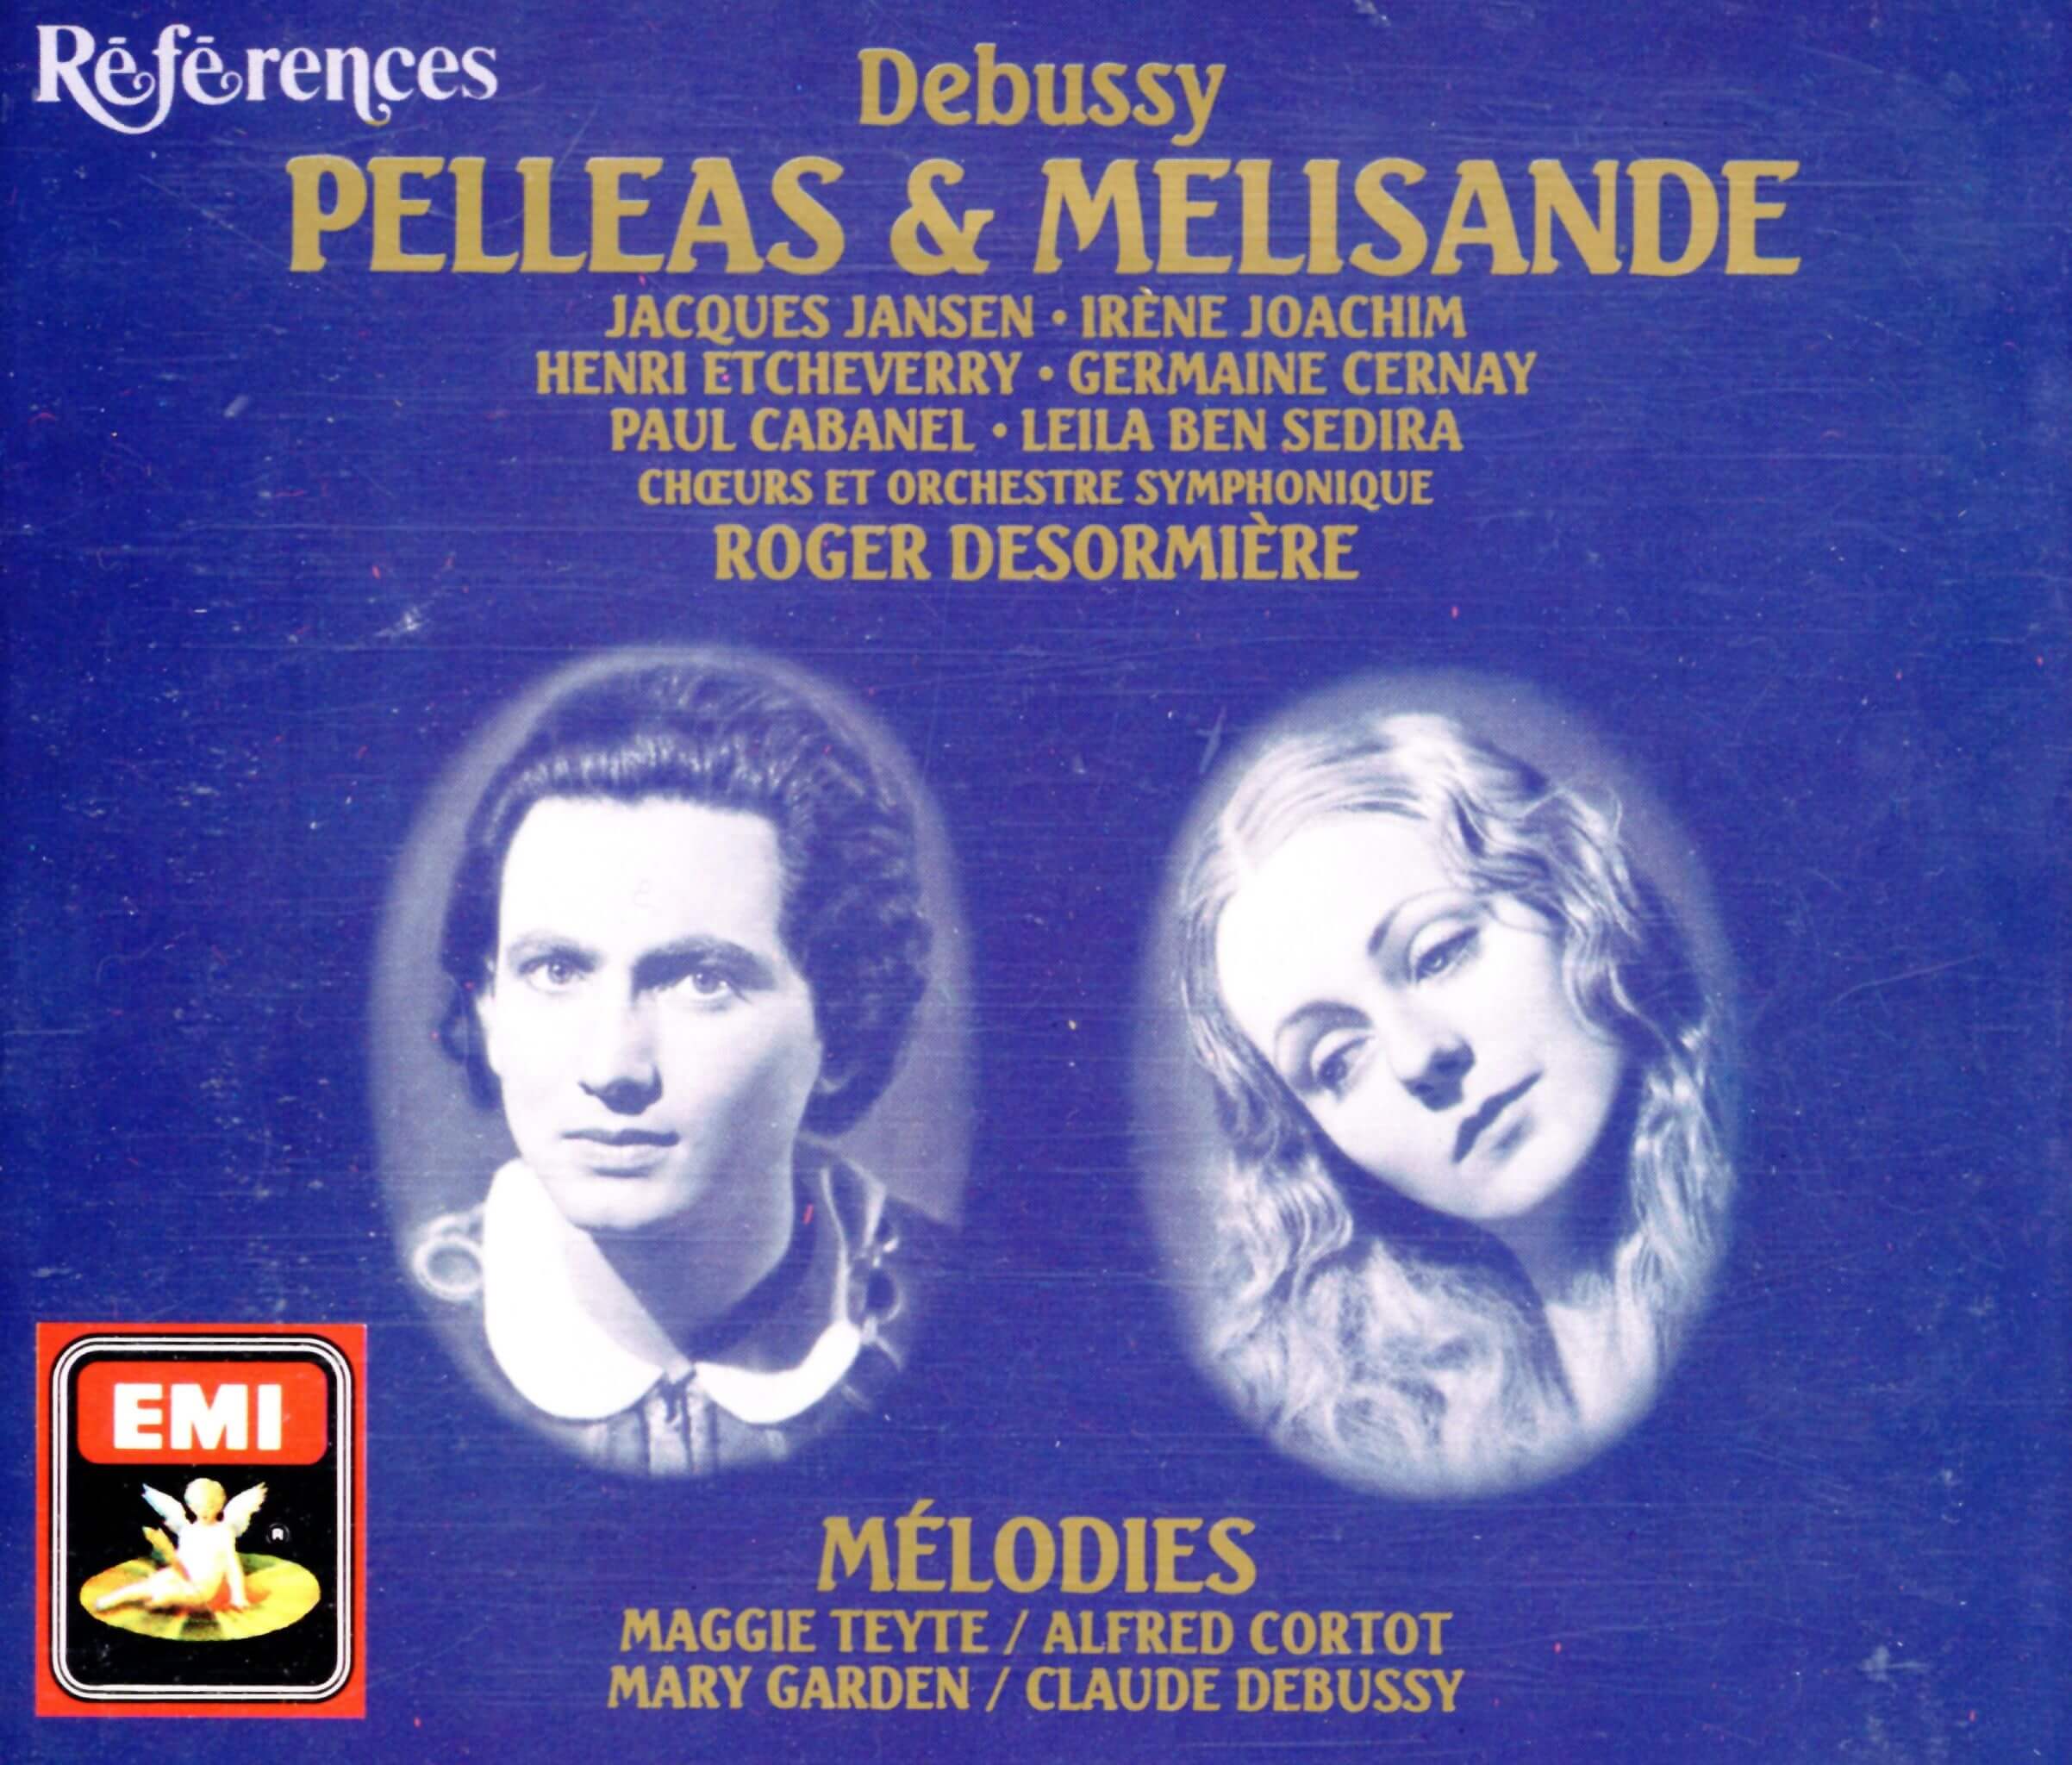 Références
Debussy
PELLEAS & MELISANDE
JACQUES JANSEN • IRÈNE JOACHIM
HENRI ETCHEVERRY • GERMAINE CERNAY
PAUL CABANEL • LEILA BEN SEDIRA
CHŒURS ET ORCHESTRE SYMPHONIQUE
ROGER DESORMIÈRE
EMI
®
MÉLODIES
MAGGIE TEYTE / ALFRED CORTOT
MARY GARDEN / CLAUDE DEBUSSY